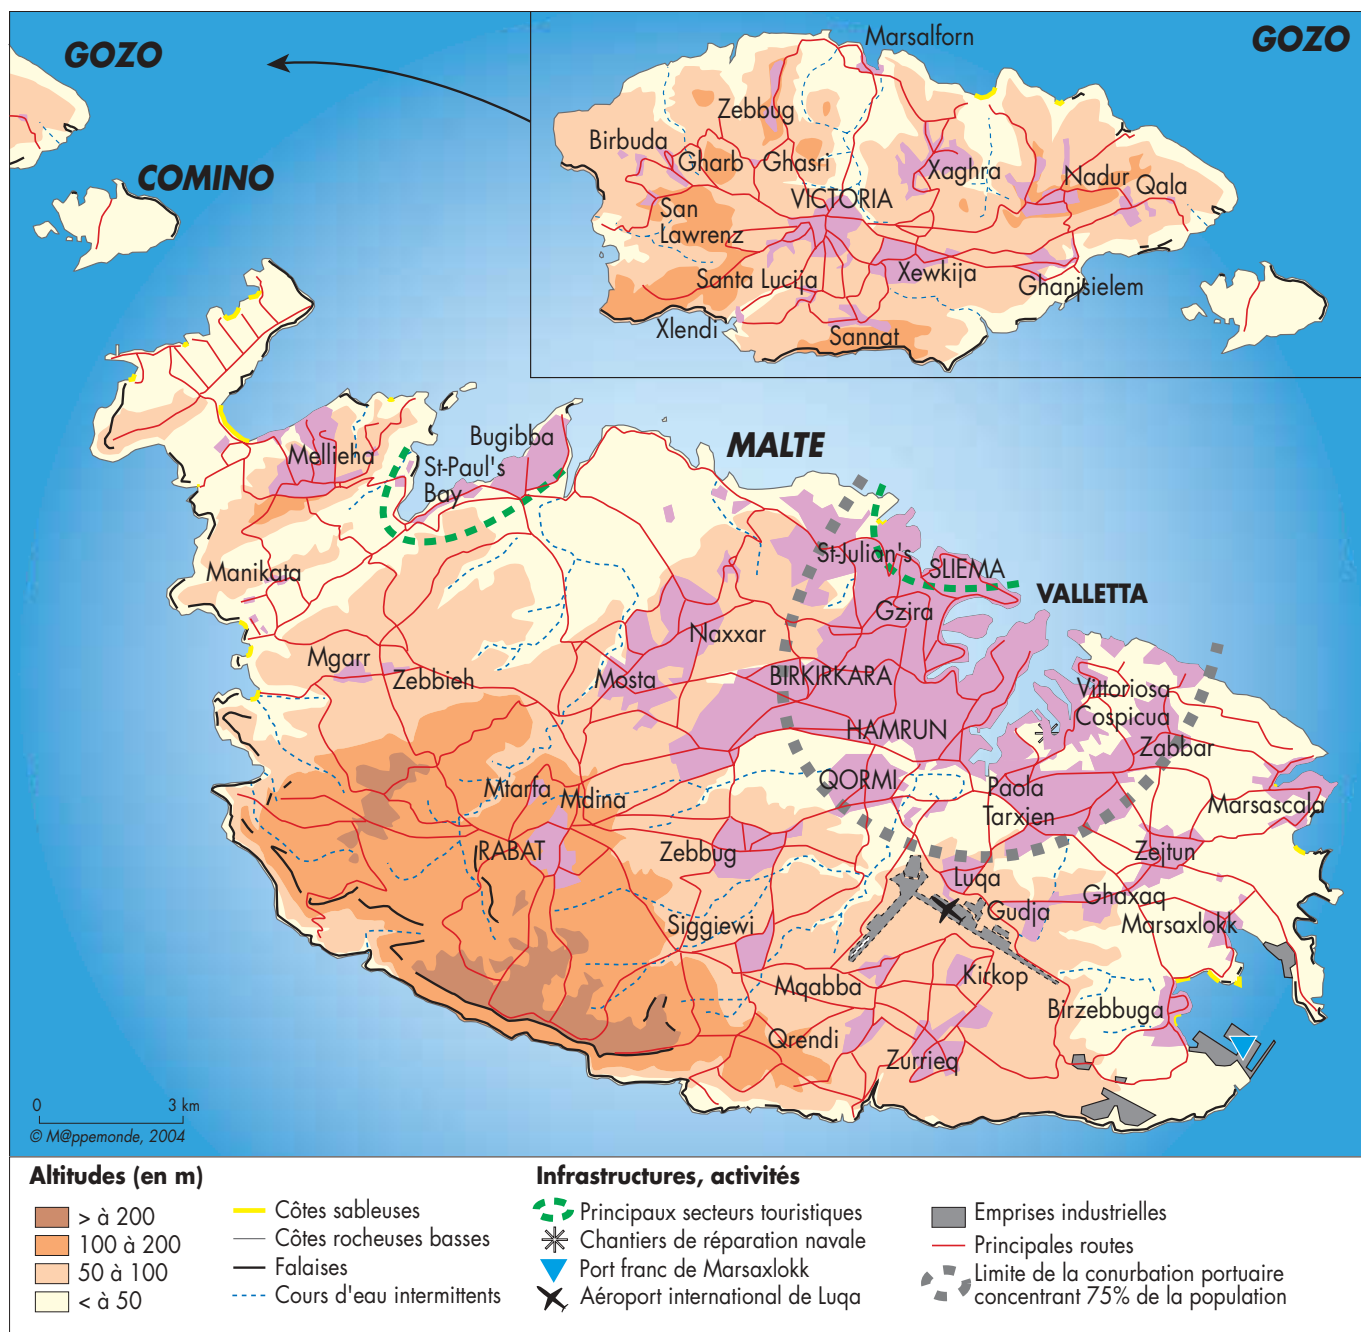 GOZO
COMINO
GOZO
Marsalforn
Zebbug
Birbuda
Gharb
Ghasri
Xaghra
Nadur
Qala
VICTORIA
San
Lawrenz
Santa Lucija
Xewkija
Ghanjsielem
Xlendi
Sannat
MALTE
Bugibba
Mellieha
St-Paul's
Bay
Manikata
St-Julian's
SLIEMA
VALLETTA
Gzira
Naxxar
Mgarr
Zebbieh
Mosta
BIRKIRKARA
Vittoriosa
Cospicua
HAMRUN
Zabbar
Mtarfa
Mdina
QORMI
Paola
Tarxien
Marsascala
RABAT
Zebbug
Zejtun
Luqa
Ghaxaq
Gudja
Marsaxlokk
Siggiewi
Mqabba
Kirkop
Birzebbuga
Qrendi
Zurrieq
0 3 km
© M@ppemonde, 2004
Altitudes (en m)
> à 200
100 à 200
50 à 100
< à 50
Côtes sableuses
Côtes rocheuses basses
Falaises
Cours d'eau intermittents
Infrastructures, activités
Principaux secteurs touristiques
Chantiers de réparation navale
Port franc de Marsaxlokk
Aéroport international de Luqa
Emprises industrielles
Principales routes
Limite de la conurbation portuaire
concentrant 75% de la population